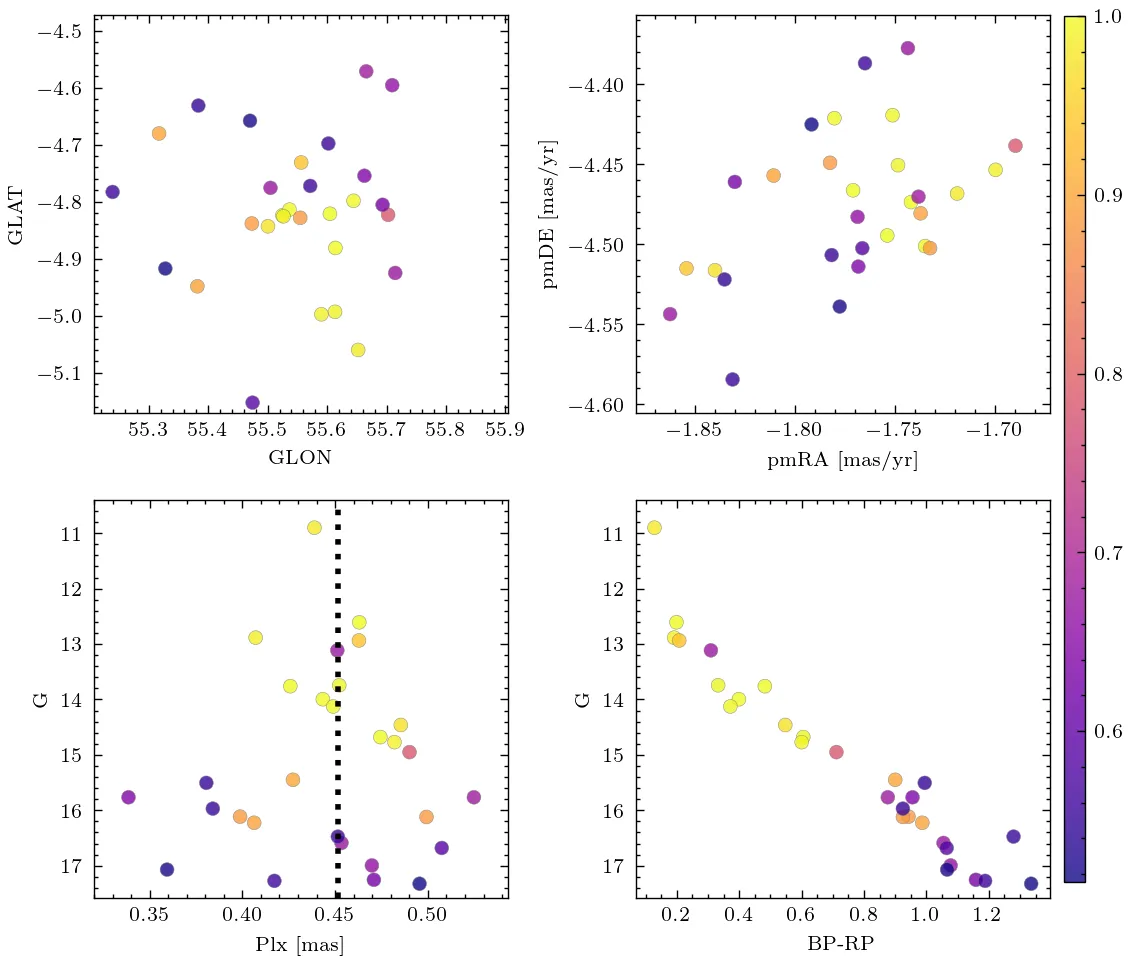 −4.5
−4.6
−4.7
−4.8
−4.9
−5.0
−5.1
GLAT
55.3 55.4 55.5 55.6 55.7 55.8 55.9
GLON
−4.40
−4.45
−4.50
−4.55
−4.60
pmDE [mas/yr]
−1.85 −1.80 −1.75 −1.70
pmRA [mas/yr]
1.0
0.9
0.8
0.7
0.6
11
12
13
14
15
16
17
G
0.35 0.40 0.45 0.50
Plx [mas]
11
12
13
14
15
16
17
G
0.2 0.4 0.6 0.8 1.0 1.2
BP-RP